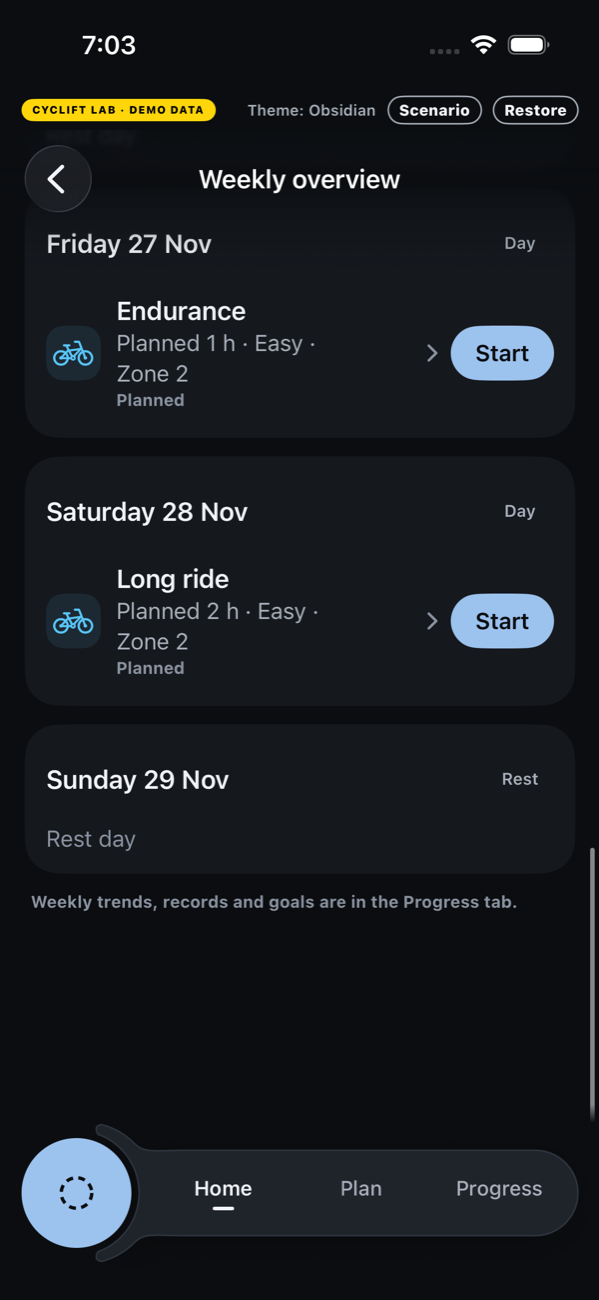 7:03
CYCLIFT LAB · DEMO DATA
Theme: Obsidian
Scenario
Restore
Weekly overview
Friday 27 Nov
Day
Endurance
Planned 1 h · Easy ·
Zone 2
Planned
Start
Saturday 28 Nov
Day
Long ride
Planned 2 h · Easy ·
Zone 2
Planned
Start
Sunday 29 Nov
Rest
Rest day
Weekly trends, records and goals are in the Progress tab.
Home
Plan
Progress